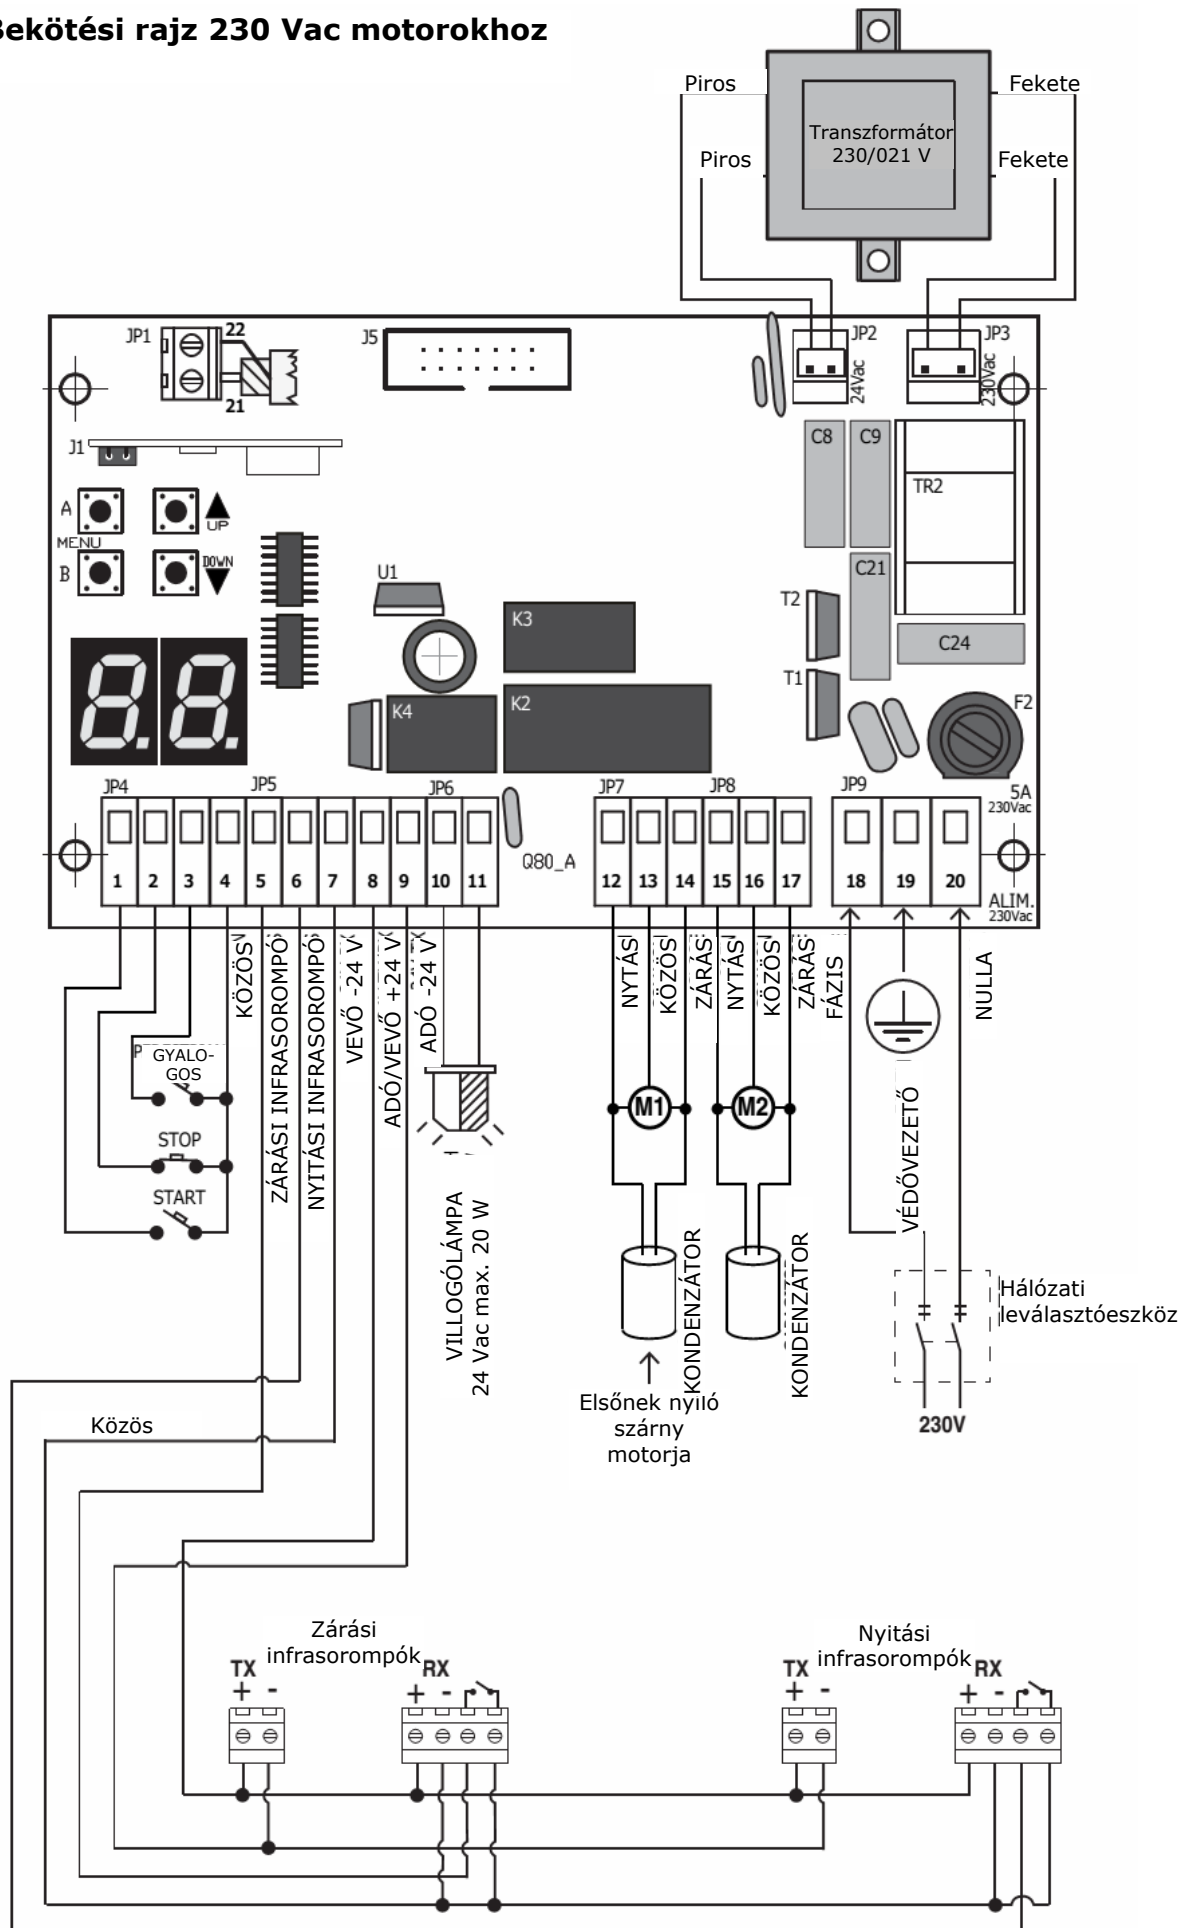 Bekötési rajz 230 Vac motorokhoz
Piros
Fekete
Transzformátor
230/021 V
Piros
Fekete
JP1
22
21
J5
JP2
24Vac
JP3
230Vac
J1
A
UP
MENU
B
DOWN
C8
C9
TR2
C21
U1
K3
T2
C24
T1
K4
K2
F2
JP4
JP5
JP6
JP7
JP8
JP9
5A
230Vac
Q80_A
1 2 3 4 5 6 7 8 9 10 11
12 13 14 15 16 17
18 19 20
ALIM.
230Vac
KÖZÖS
ZÁRÁSI INFRASOROMPÓ
NYITÁSI INFRASOROMPÓ
VEVŐ -24 V
ADÓ/VEVŐ +24 V
ADÓ -24 V
NYTÁS
KÖZÖS
ZÁRÁS
NYTÁS
KÖZÖS
ZÁRÁS
FÁZIS
NULLA
P
GYALO-
GOS
STOP
START
M1
M2
VÉDŐVEZETŐ
VILLOGÓLÁMPA
24 Vac max. 20 W
KONDENZÁTOR
KONDENZÁTOR
Hálózati
leválasztóeszköz
Elsőnek nyíló
szárny
motorja
230V
Közös
Zárási
infrasorompók
TX
+ -
RX
+ -
Nyitási
infrasorompók
TX
+ -
RX
+ -